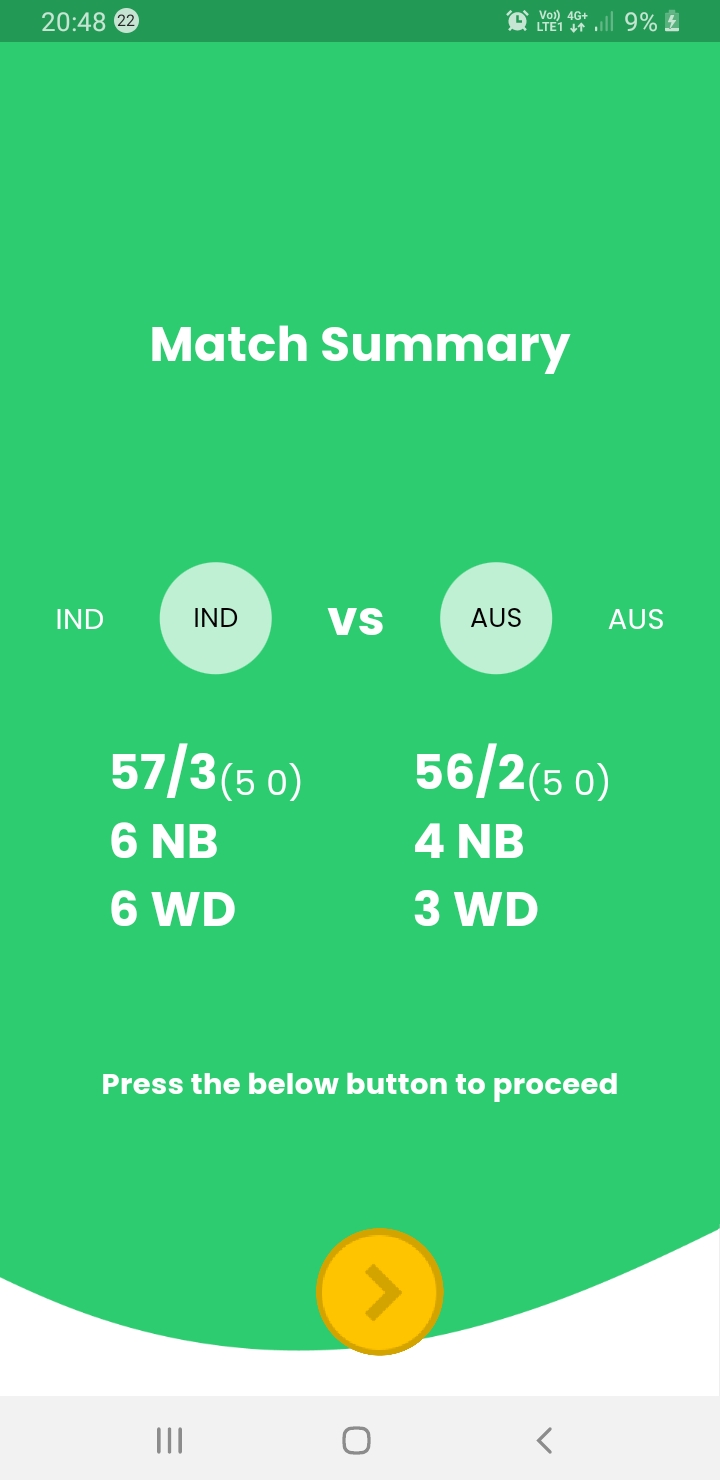 20:48 22 Vo)) LTE1 4G+ 9%
Match Summary
IND IND VS AUS AUS
57/3(5 0) 56/2(5 0)
6 NB 4 NB
6 WD 3 WD
Press the below button to proceed